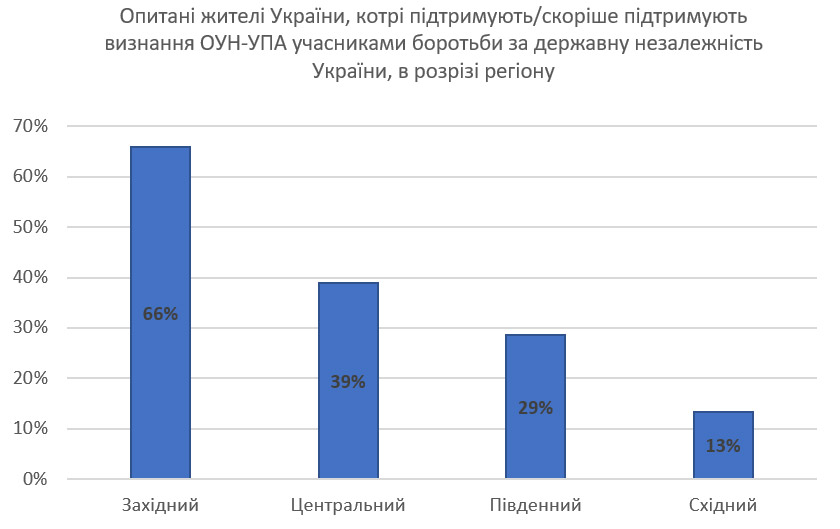 Опитані жителі України, котрі підтримують/скоріше підтримують
визнання ОУН-УПА учасниками боротьби за державну незалежність
України, в розрізі регіону
70%
60%
50%
40%
30%
20%
10%
0%
66%
39%
29%
13%
Західний
Центральний
Південний
Східний